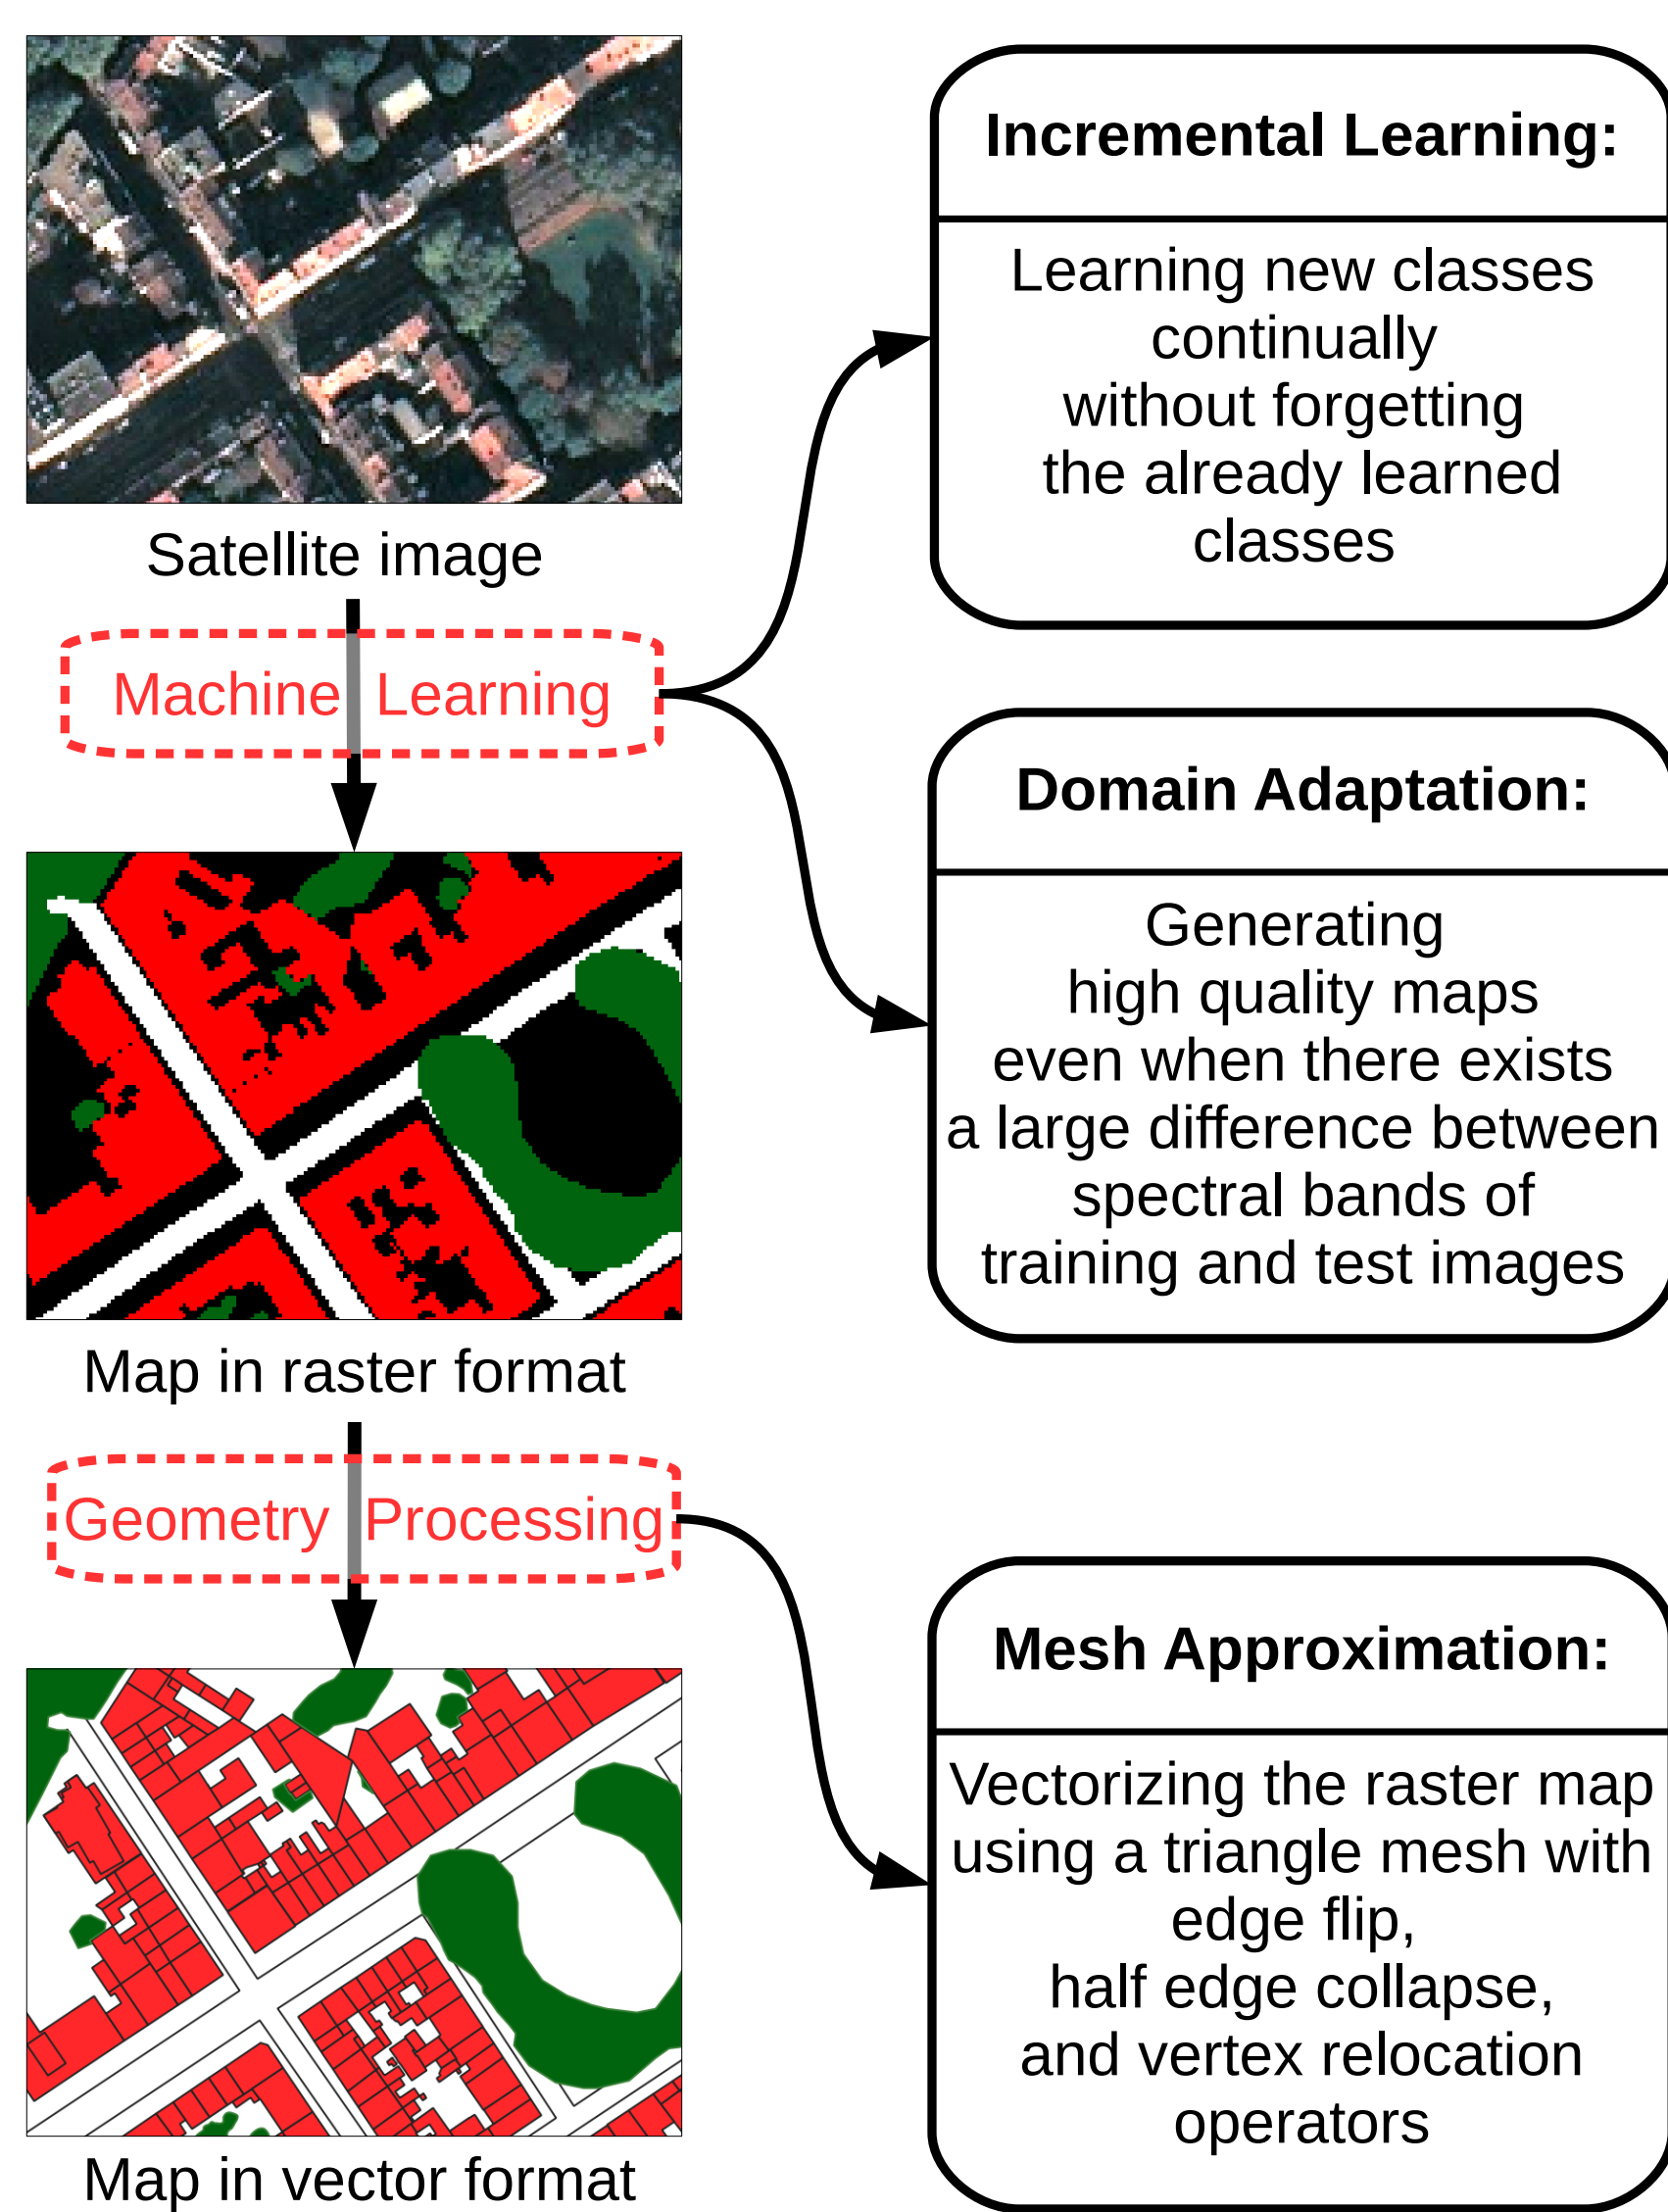 Satellite image
Machine Learning
Map in raster format
Geometry Processing
Map in vector format
Incremental Learning:
Learning new classes
continually
without forgetting
the already learned
classes
Domain Adaptation:
Generating
high quality maps
even when there exists
a large difference between
spectral bands of
training and test images
Mesh Approximation:
Vectorizing the raster map
using a triangle mesh with
edge flip,
half edge collapse,
and vertex relocation
operators